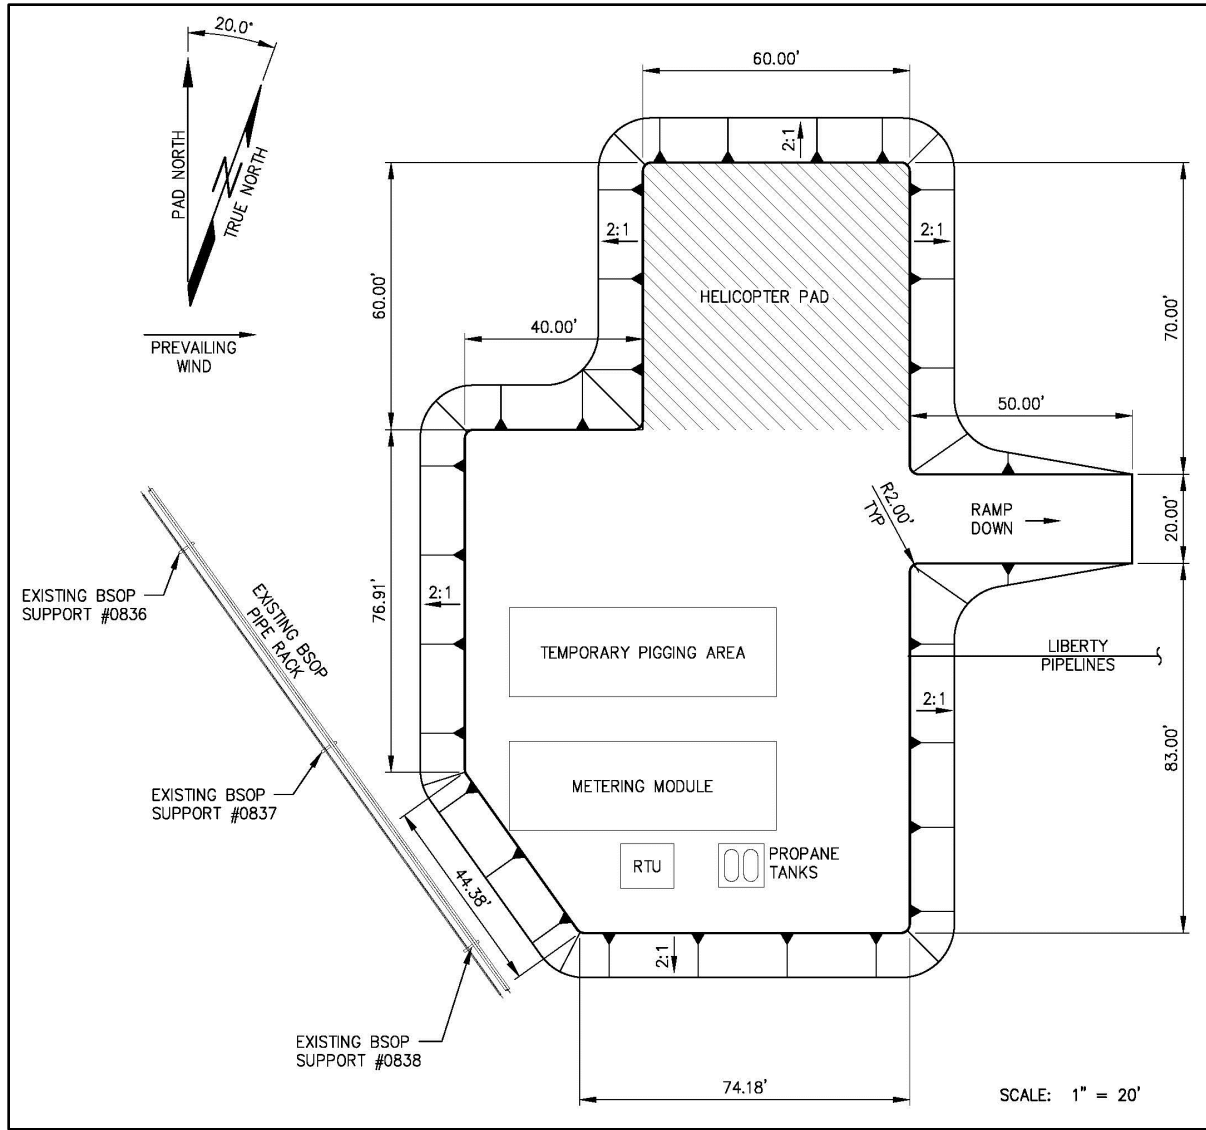 20.0°
PAD NORTH
TRUE NORTH
N
PREVAILING
WIND
60.00'
2:1
60.00'
2:1
2:1
HELICOPTER PAD
70.00'
40.00'
50.00'
R2.00'
TYP
RAMP
DOWN
20.00'
EXISTING BSOP
SUPPORT #0836
EXISTING BSOP
PIPE RACK
76.91'
2:1
TEMPORARY PIGGING AREA
LIBERTY
PIPELINES
2:1
83.00'
EXISTING BSOP
SUPPORT #0837
METERING MODULE
RTU
PROPANE
TANKS
44.38'
2:1
EXISTING BSOP
SUPPORT #0838
74.18'
SCALE: 1" = 20'